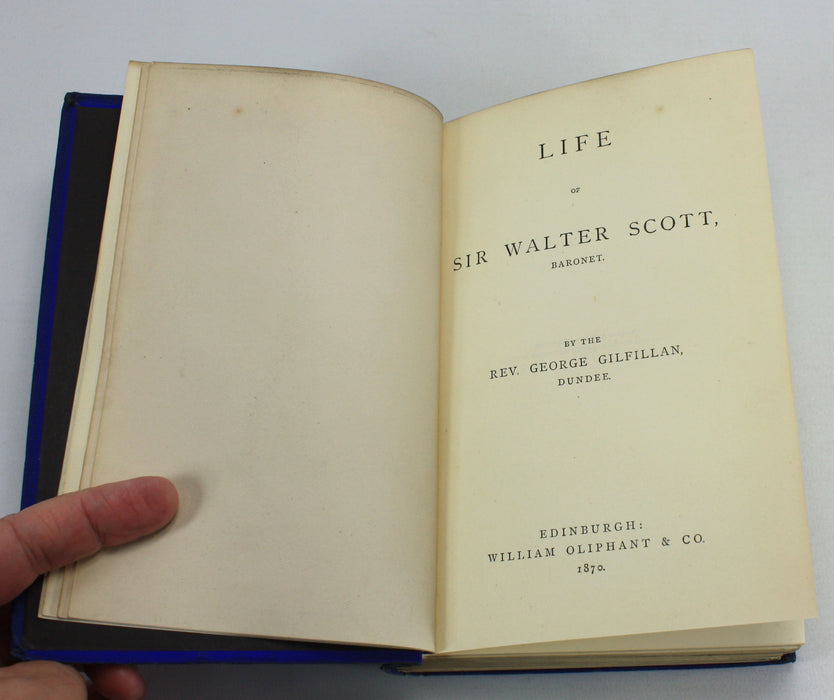 LIFE
OF
SIR WALTER SCOTT,
BARONET.
BY THE
REV. GEORGE GILFILLAN,
DUNDEE.
EDINBURGH:
WILLIAM OLIPHANT & CO.
1870.